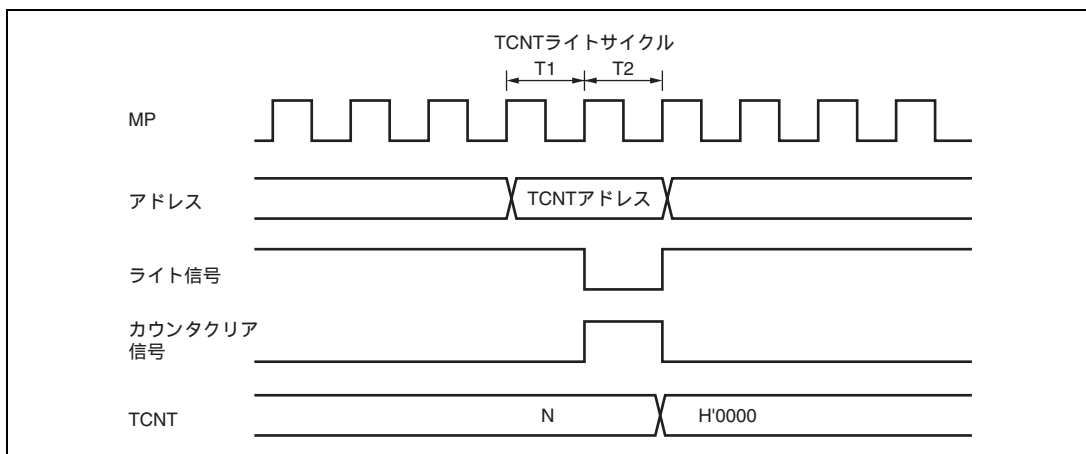 TCNTライトサイクル
T1 T2
MP
アドレス
TCNTアドレス
ライト信号
カウンタクリア
信号
TCNT
N
H'0000